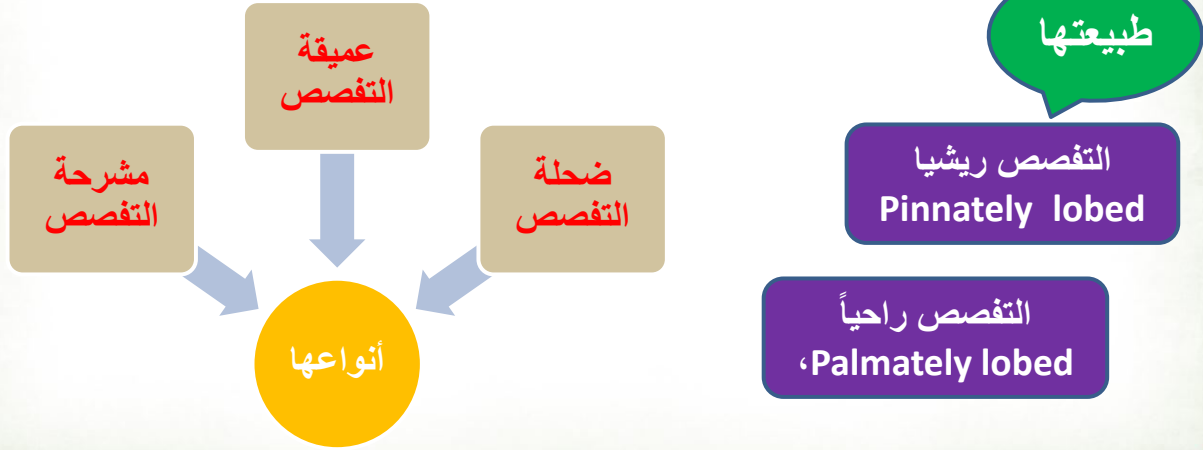 طبيعتها
التفصص ريشيا
Pinnately lobed
التفصص راحياً
Palmately lobed،
عميقة
التفصص
ضحلة
التفصص
مشرحة
التفصص
أنواعها